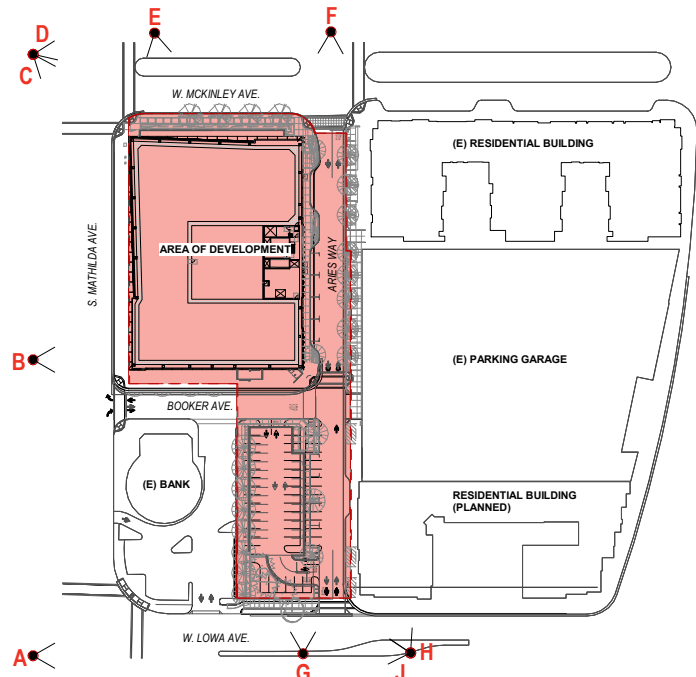 D
E
F
C
W. MCKINLEY AVE.
(E) RESIDENTIAL BUILDING
S. MATHILDA AVE.
AREA OF DEVELOPMENT
ARIES WAY
B
(E) PARKING GARAGE
BOOKER AVE.
(E) BANK
RESIDENTIAL BUILDING
(PLANNED)
W. LOWA AVE.
A
G
H
J